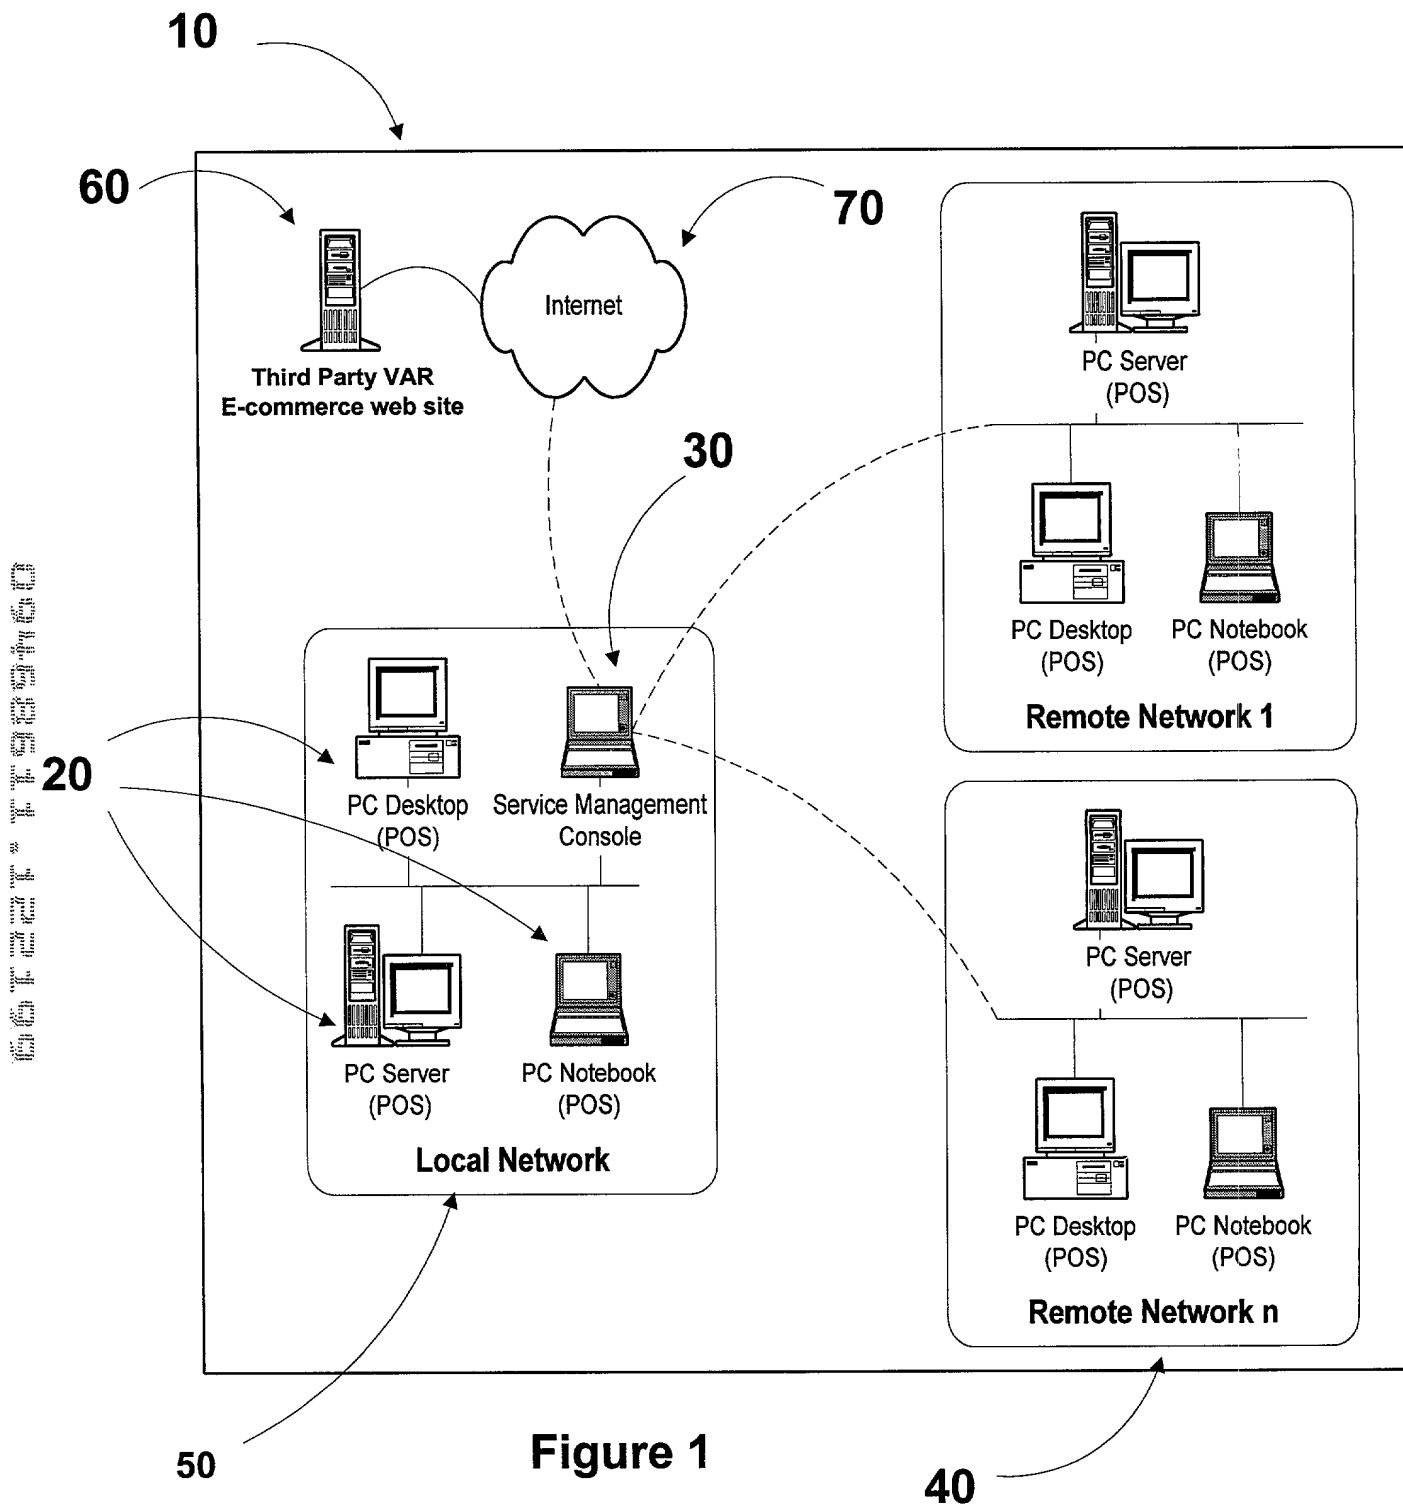 10
60
70
Internet
Third Party VAR
E-commerce web site
PC Server
(POS)
30
PC Desktop
(POS)
PC Notebook
(POS)
Remote Network 1
20
PC Desktop
(POS)
Service Management
Console
PC Server
(POS)
PC Notebook
(POS)
Local Network
PC Server
(POS)
PC Desktop
(POS)
PC Notebook
(POS)
Remote Network n
50
Figure 1
40